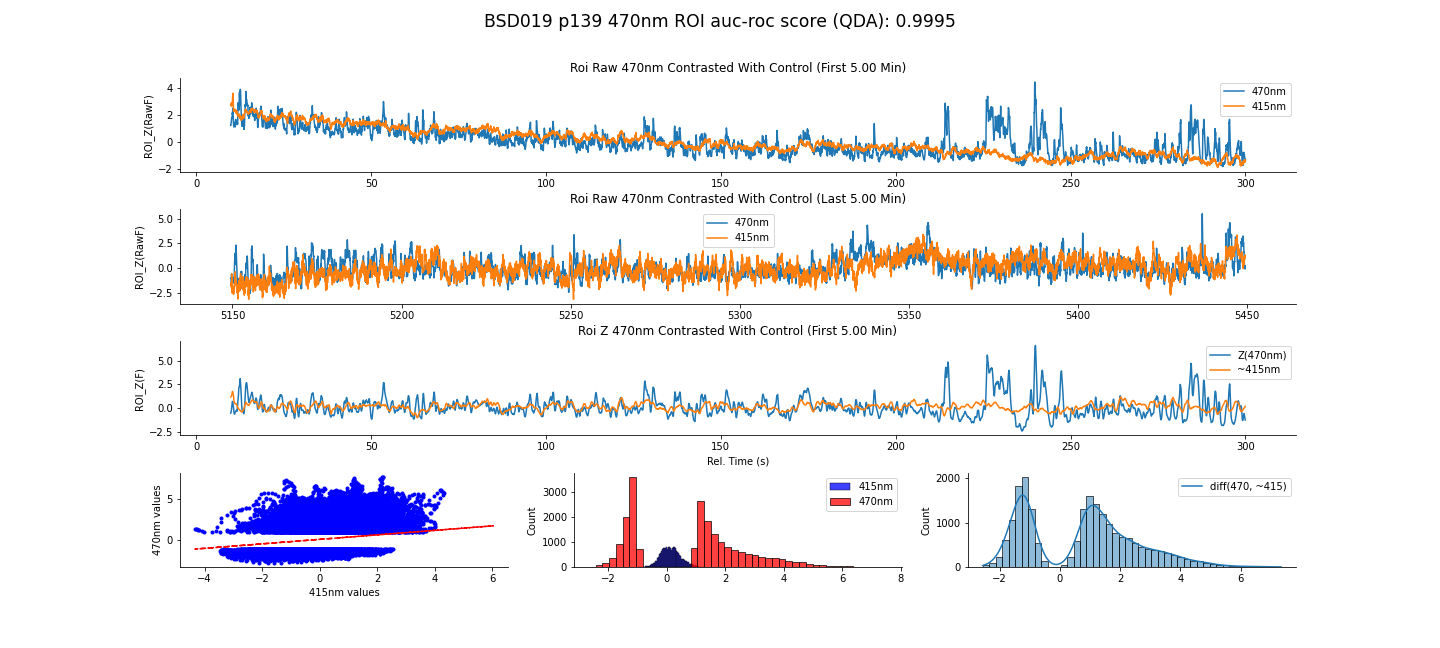 BSD019 p139 470nm ROI auc-roc score (QDA): 0.9995
Roi Raw 470nm Contrasted With Control (First 5.00 Min)
ROI_Z(RawF)
4
2
0
−2
470nm
415nm
0 50 100 150 200 250 300
Roi Raw 470nm Contrasted With Control (Last 5.00 Min)
ROI_Z(RawF)
5.0
2.5
0.0
−2.5
470nm
415nm
5150 5200 5250 5300 5350 5400 5450
Roi Z 470nm Contrasted With Control (First 5.00 Min)
ROI_Z(F)
5.0
2.5
0.0
−2.5
Z(470nm)
~415nm
0 50 100 150 200 250 300
Rel. Time (s)
470nm values
5
0
−4 −2 0 2 4 6
415nm values
Count
3000
2000
1000
0
415nm
470nm
−2 0 2 4 6 8
Count
2000
1000
0
diff(470, ~415)
−2 0 2 4 6